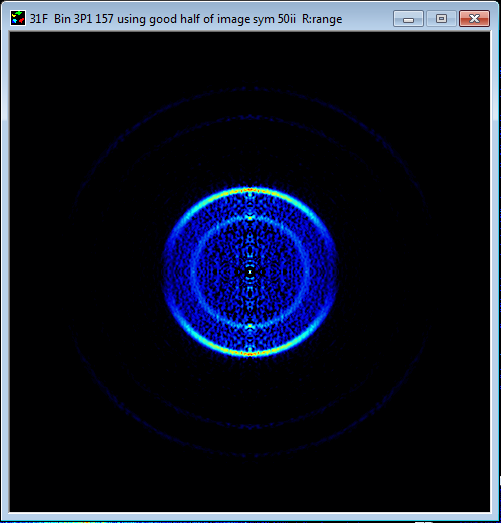 31F  Bin 3P1 157 using good half of image sym 50ii  R:range